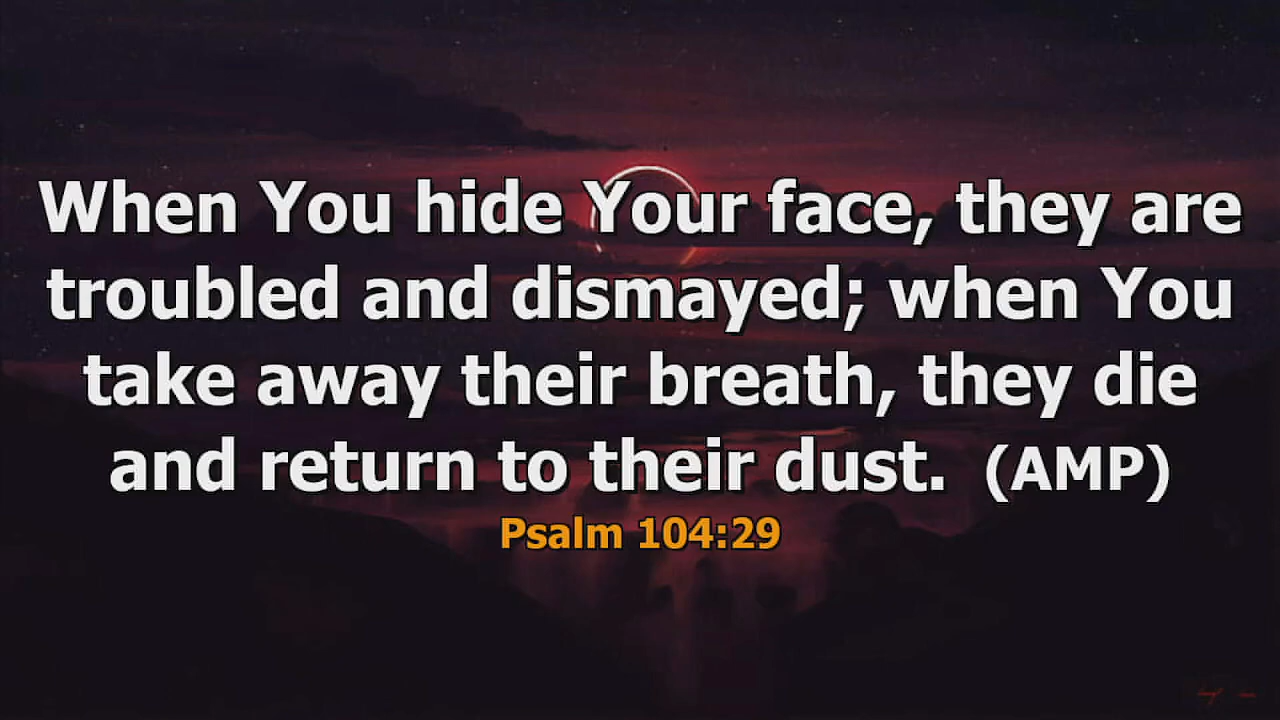 When You hide Your face, they are
troubled and dismayed; when You
take away their breath, they die
and return to their dust. (AMP)
Psalm 104:29